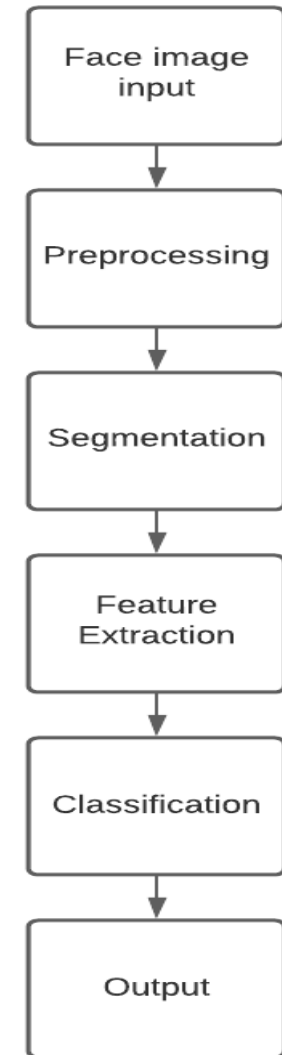 Face image
input
Preprocessing
Segmentation
Feature
Extraction
Classification
Output